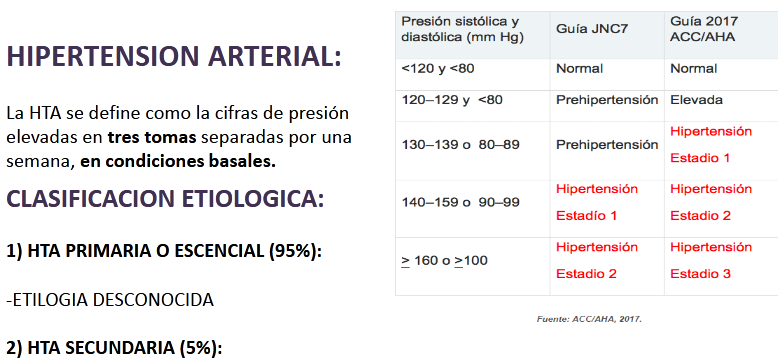 HIPERTENSION ARTERIAL:
La HTA se define como la cifras de presión
elevadas en tres tomas separadas por una
semana, en condiciones basales.
CLASIFICACION ETIOLOGICA:
1) HTA PRIMARIA O ESCENCIAL (95%):
-ETILOGIA DESCONOCIDA
2) HTA SECUNDARIA (5%):
Presión sistólica y
diastólica (mm Hg)
Guía JNC7
Guía 2017
ACC/AHA
<120 y <80
Normal
Normal
120–129 y <80
Prehipertensión
Elevada
130–139 o 80–89
Prehipertensión
Hipertensión
Estadio 1
140–159 o 90–99
Hipertensión
Estadío 1
Hipertensión
Estadio 2
≥ 160 o ≥100
Hipertensión
Estadio 2
Hipertensión
Estadio 3
Fuente: ACC/AHA, 2017.